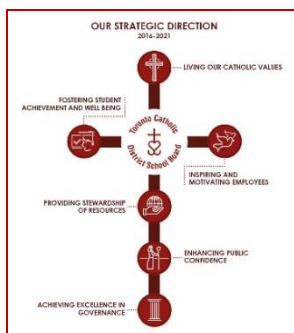 OUR STRATEGIC DIRECTION
2016-2021
LIVING OUR CATHOLIC VALUES
FOSTERING STUDENT
ACHIEVEMENT AND WELL BEING
Toronto Catholic
District School Board
INSPIRING AND
MOTIVATING EMPLOYEES
PROVIDING STEWARDSHIP
OF RESOURCES
ENHANCING PUBLIC
CONFIDENCE
ACHIEVING EXCELLENCE IN
GOVERNANCE